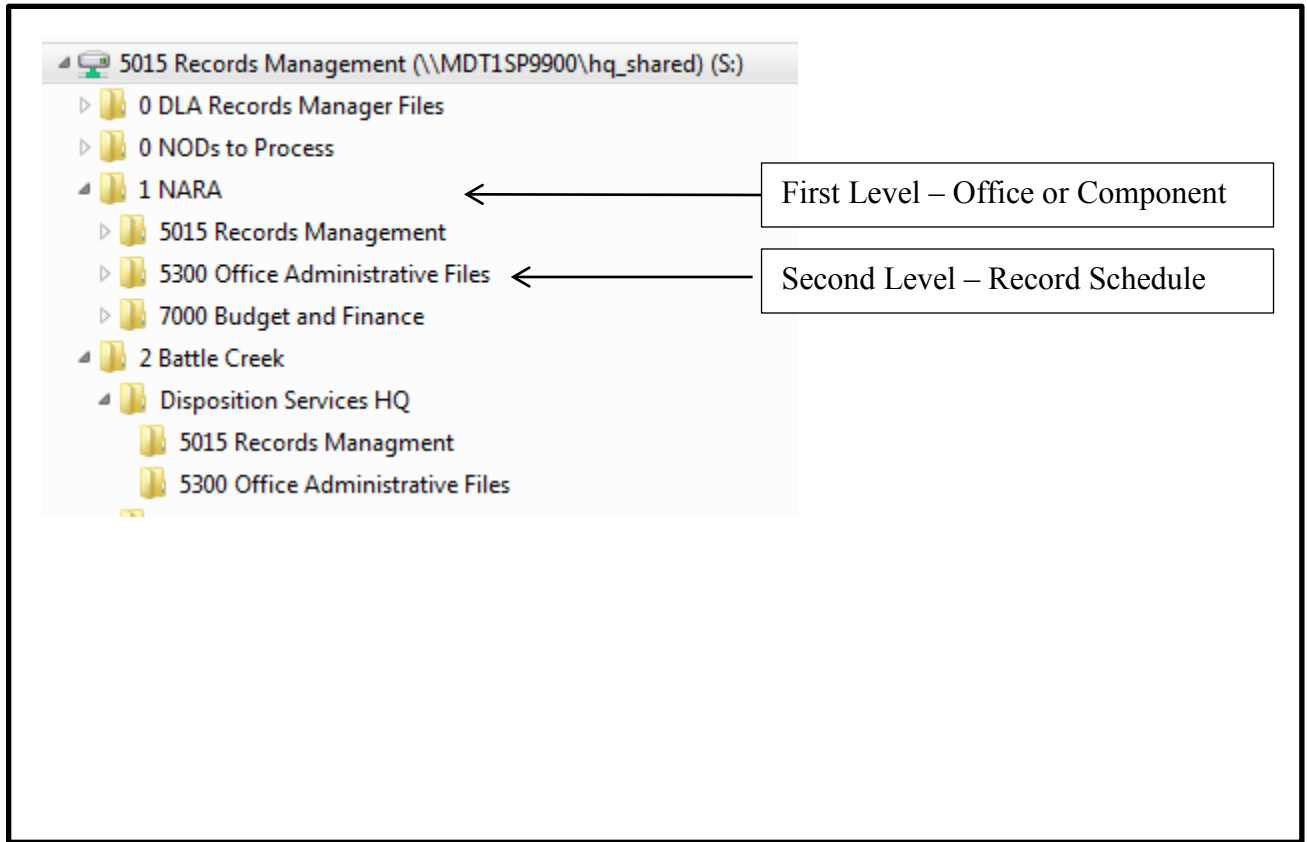 5015 Records Management (\\MDT1SP9900\hq_shared) (S:)
0 DLA Records Manager Files
0 NODs to Process
1 NARA
First Level – Office or Component
5015 Records Management
5300 Office Administrative Files
Second Level – Record Schedule
7000 Budget and Finance
2 Battle Creek
Disposition Services HQ
5015 Records Managment
5300 Office Administrative Files